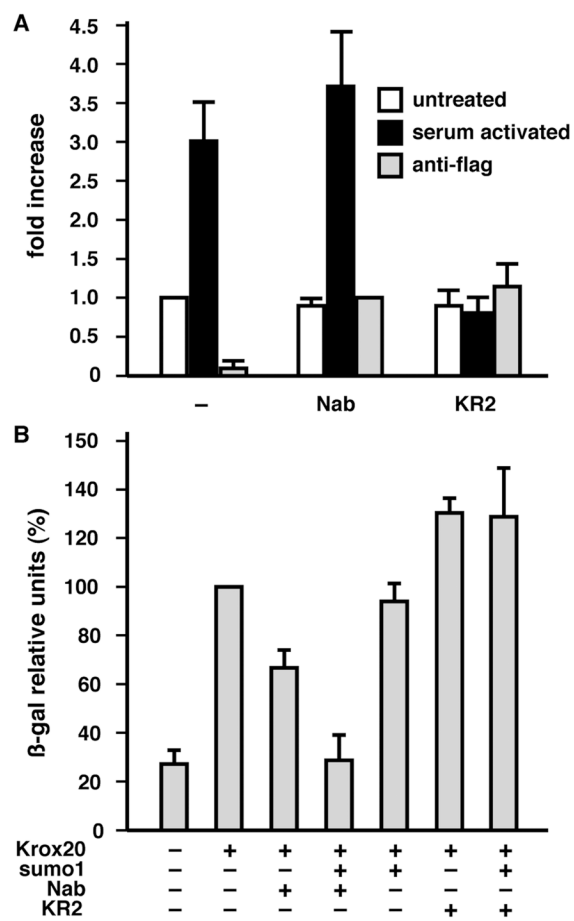 A
fold increase
4.5
4.0
3.5
3.0
2.5
2.0
1.5
1.0
0.5
0
untreated
serum activated
anti-flag
– Nab KR2
B
ß-gal relative units (%)
150
140
120
100
80
60
40
20
0
Krox20 – + + + + + +
sumo1 – – – + + – +
Nab – – + + – – –
KR2 – – – – – + +